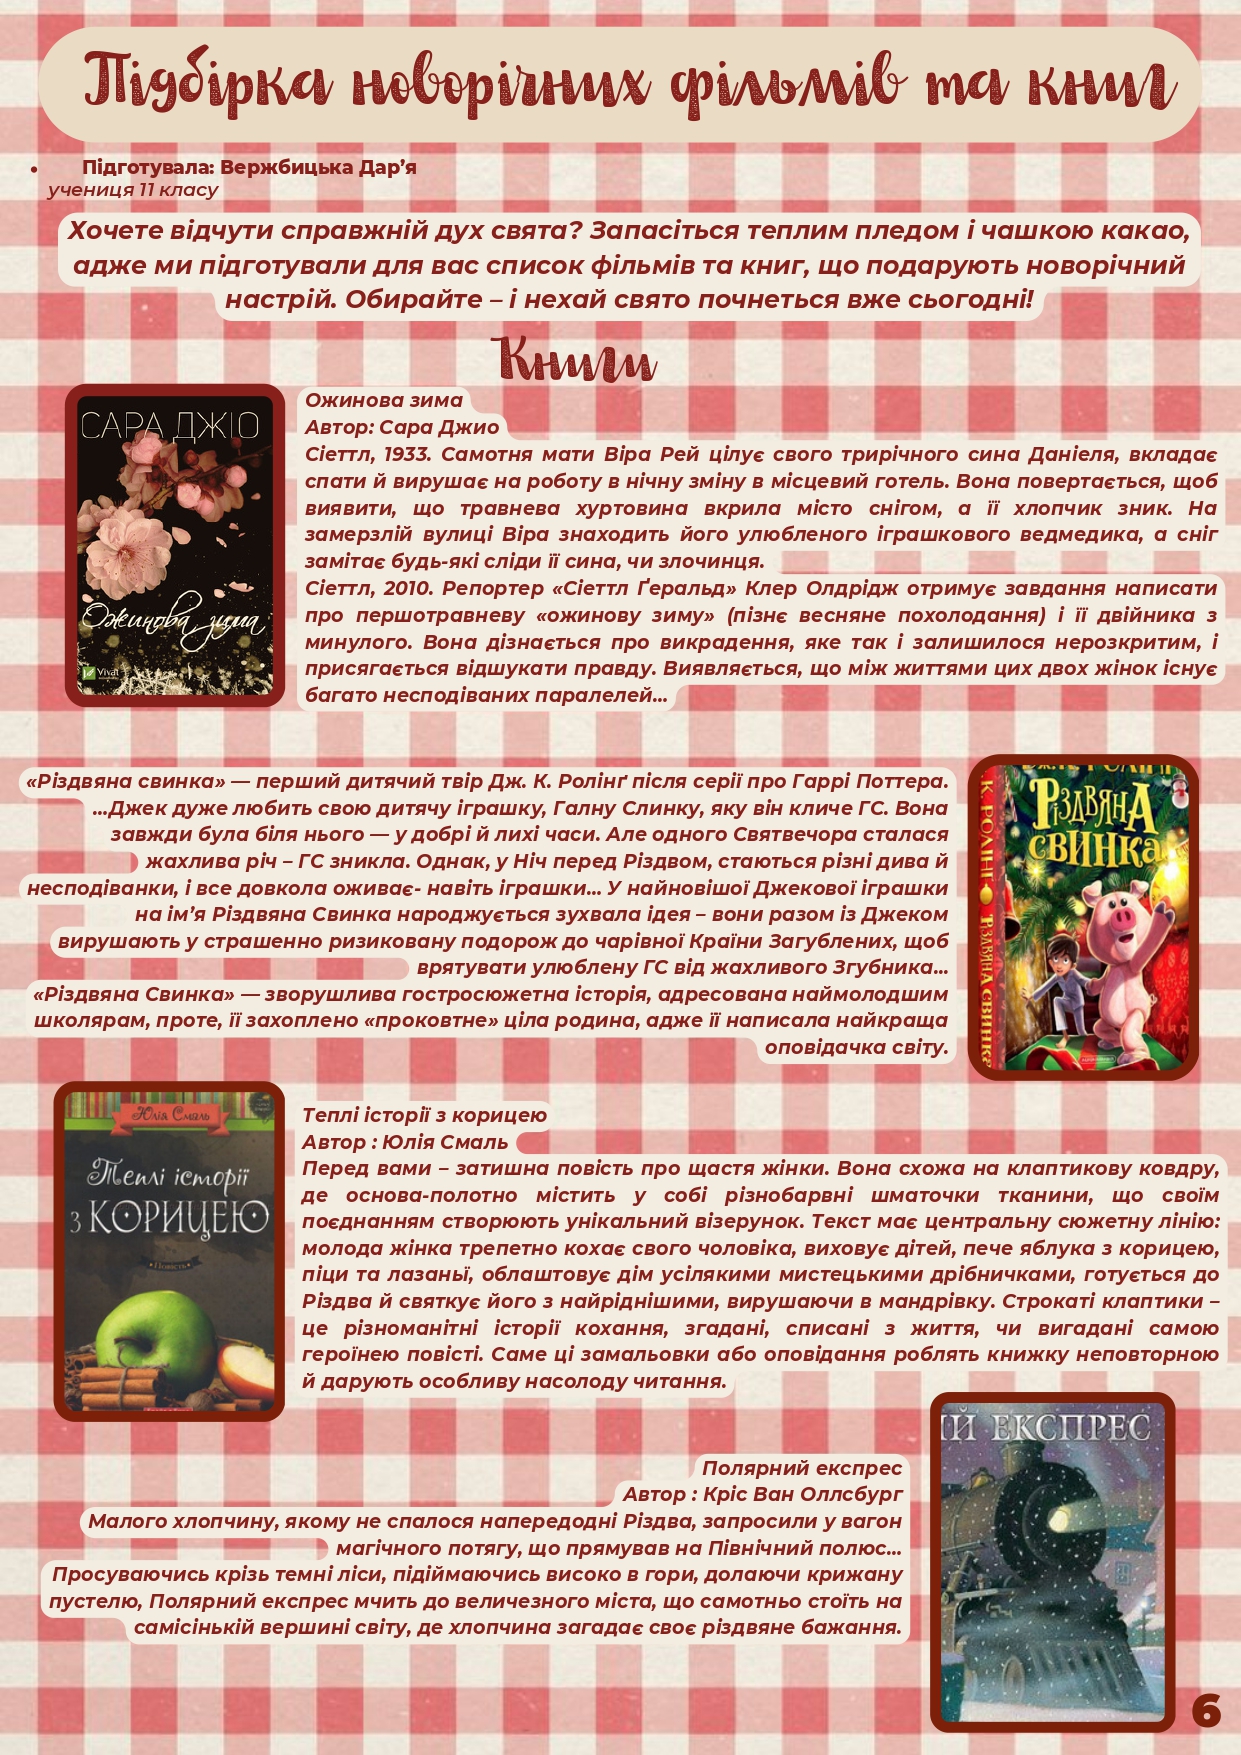 Підбірка новорічних фільмів та книг
• Підготувала: Вержбицька Дар’я
учениця 11 класу
Хочете відчути справжній дух свята? Запасіться теплим пледом і чашкою какао,
адже ми підготували для вас список фільмів та книг, що подарують новорічний
настрій. Обирайте – і нехай свято почнеться вже сьогодні!
Книги
САРА ДЖІО
Ожинова зима
Vivat
Ожинова зима
Автор: Сара Джио
Сіеттл, 1933. Самотня мати Віра Рей цілує свого трирічного сина Даніеля, вкладає
спати й вирушає на роботу в нічну зміну в місцевий готель. Вона повертається, щоб
виявити, що травнева хуртовина вкрила місто снігом, а її хлопчик зник. На
замерзлій вулиці Віра знаходить його улюбленого іграшкового ведмедика, а сніг
замітає будь-які сліди її сина, чи злочинця.
Сіеттл, 2010. Репортер «Сіеттл Ґеральд» Клер Олдрідж отримує завдання написати
про першотравневу «ожинову зиму» (пізнє весняне похолодання) і її двійника з
минулого. Вона дізнається про викрадення, яке так і залишилося нерозкритим, і
присягається відшукати правду. Виявляється, що між життями цих двох жінок існує
багато несподіваних паралелей...
«Різдвяна свинка» — перший дитячий твір Дж. К. Ролінґ після серії про Гаррі Поттера.
...Джек дуже любить свою дитячу іграшку, Галну Слинку, яку він кличе ГС. Вона
завжди була біля нього — у добрі й лихі часи. Але одного Святвечора сталася
жахлива річ – ГС зникла. Однак, у Ніч перед Різдвом, стаються різні дива й
несподіванки, і все довкола оживає- навіть іграшки... У найновішої Джекової іграшки
на ім’я Різдвяна Свинка народжується зухвала ідея – вони разом із Джеком
вирушають у страшенно ризиковану подорож до чарівної Країни Загублених, щоб
врятувати улюблену ГС від жахливого Згубника...
«Різдвяна Свинка» — зворушлива гостросюжетна історія, адресована наймолодшим
школярам, проте, її захоплено «проковтне» ціла родина, адже її написала найкраща
оповідачка світу.
РІЗДВЯНА
СВИНКА
К. РОЛІНҐ РІЗДВЯНА СВИНКА
Юлія Смаль
Теплі історії
з КОРИЦЕЮ
Повість
Теплі історії з корицею
Автор : Юлія Смаль
Перед вами – затишна повість про щастя жінки. Вона схожа на клаптикову ковдру,
де основа-полотно містить у собі різнобарвні шматочки тканини, що своїм
поєднанням створюють унікальний візерунок. Текст має центральну сюжетну лінію:
молода жінка трепетно кохає свого чоловіка, виховує дітей, пече яблука з корицею,
піци та лазаньї, облаштовує дім усілякими мистецькими дрібничками, готується до
Різдва й святкує його з найріднішими, вирушаючи в мандрівку. Строкаті клаптики –
це різноманітні історії кохання, згадані, списані з життя, чи вигадані самою
героїнею повісті. Саме ці замальовки або оповідання роблять книжку неповторною
й дарують особливу насолоду читання.
Полярний експрес
Автор : Кріс Ван Оллсбург
Малого хлопчину, якому не спалося напередодні Різдва, запросили у вагон
магічного потягу, що прямував на Північний полюс...
Просуваючись крізь темні ліси, підіймаючись високо в гори, долаючи крижану
пустелю, Полярний експрес мчить до величезного міста, що самотньо стоїть на
самісінькій вершині світу, де хлопчина загадає своє різдвяне бажання.
ИЙ ЕКСПРЕС
6